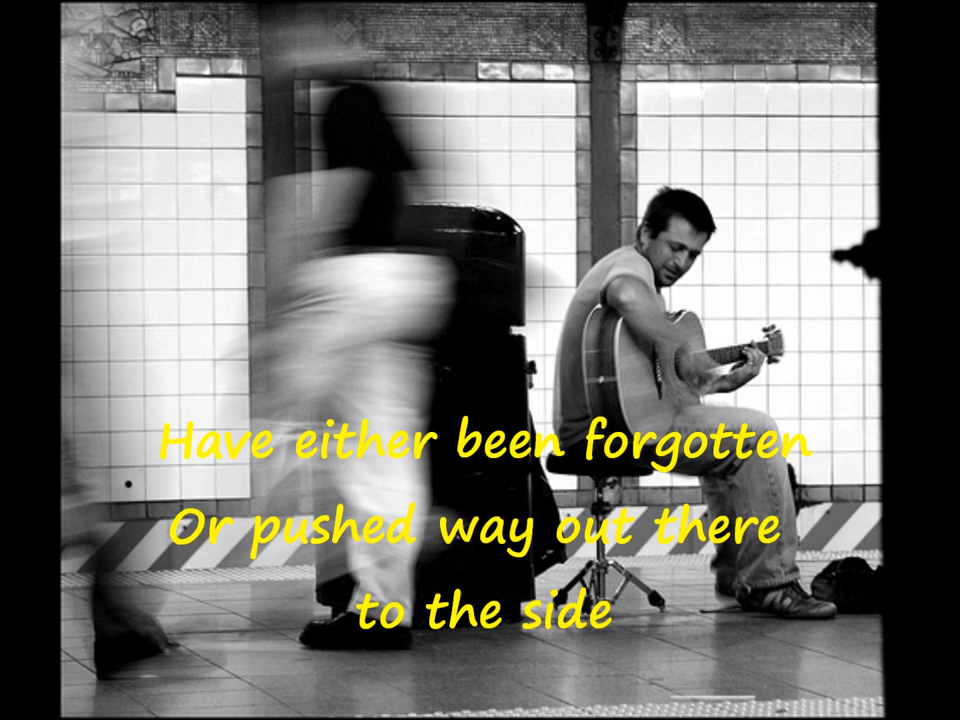 Have either been forgotten
Or pushed way out there
to the side